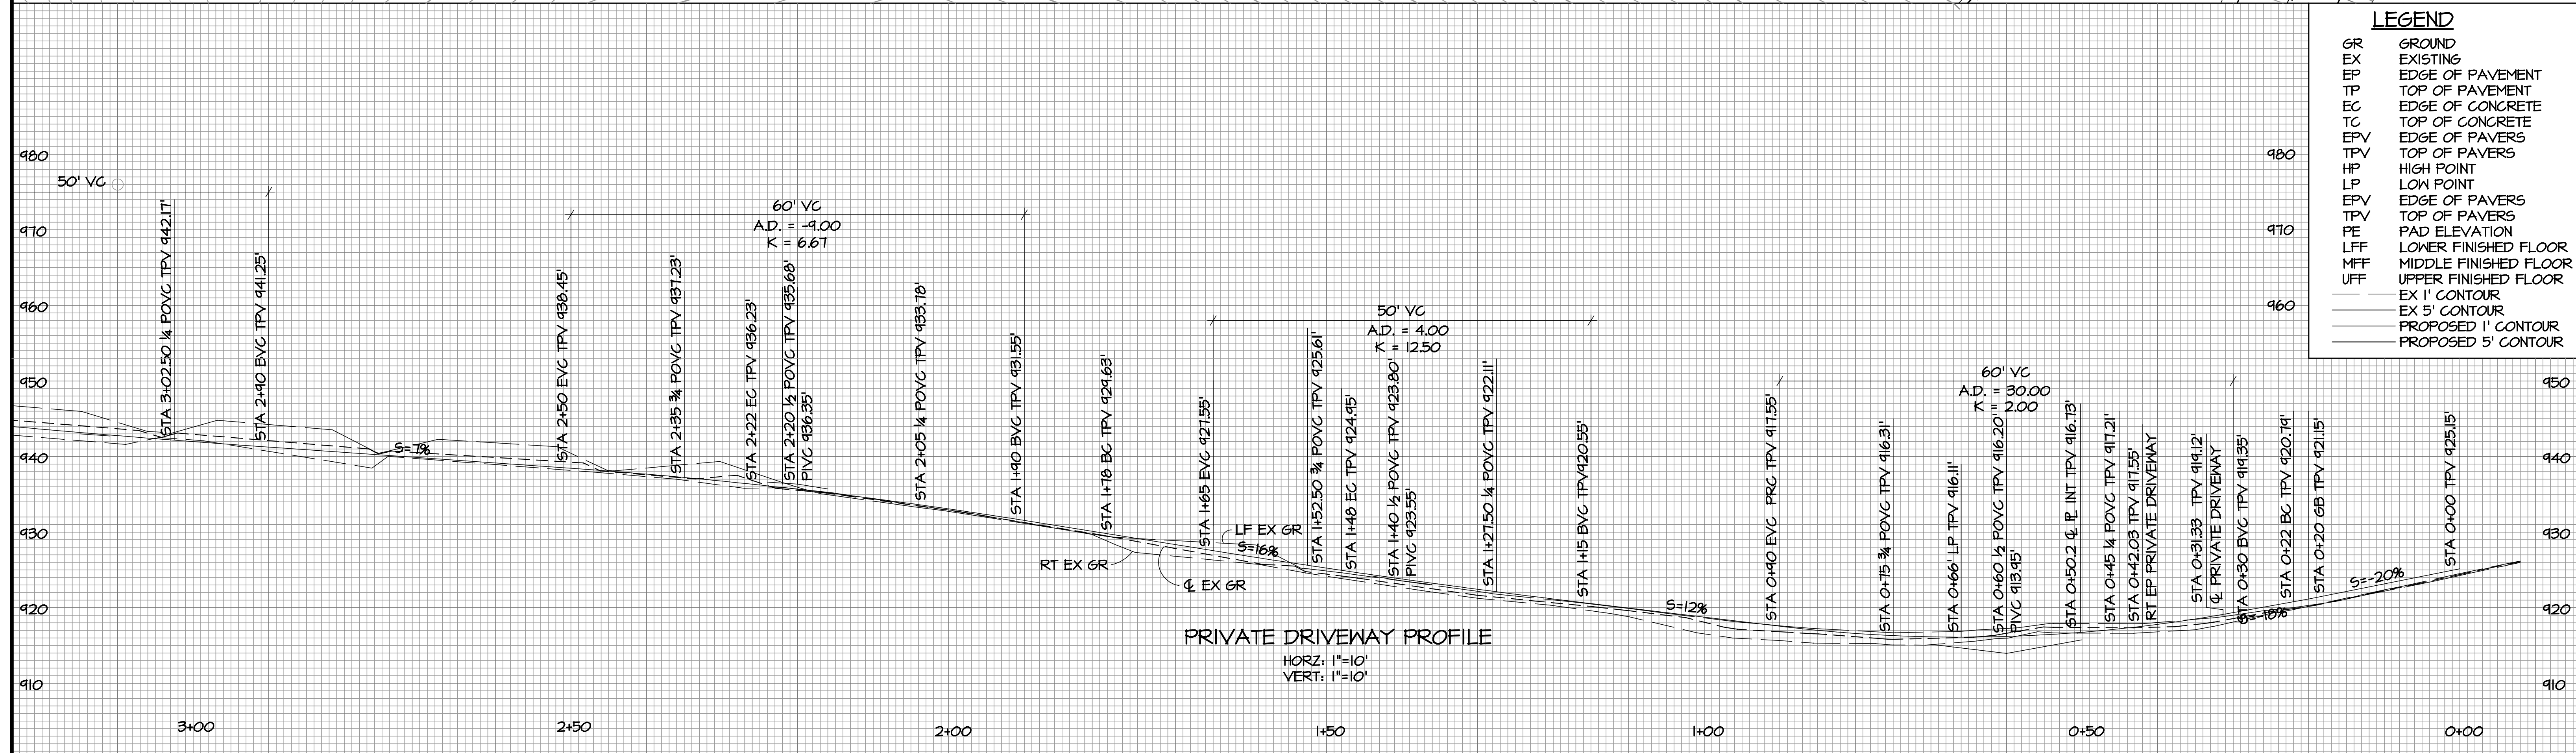 LEGEND
GR GROUND
EX EXISTING
EP EDGE OF PAVEMENT
TP TOP OF PAVEMENT
EC EDGE OF CONCRETE
TC TOP OF CONCRETE
EPV EDGE OF PAVERS
TPV TOP OF PAVERS
HP HIGH POINT
LP LOW POINT
EPV EDGE OF PAVERS
TPV TOP OF PAVERS
PE PAD ELEVATION
LFF LOWER FINISHED FLOOR
MFF MIDDLE FINISHED FLOOR
UFF UPPER FINISHED FLOOR
EX 1' CONTOUR
EX 5' CONTOUR
PROPOSED 1' CONTOUR
PROPOSED 5' CONTOUR
980
970
960
950
940
930
920
910
50' VC
STA 3+02.50 ¼ POVC TPV 942.17'
STA 2+90 BVC TPV 941.25'
S=7%
60' VC
A.D. = -9.00
K = 6.67
STA 2+50 EVC TPV 938.45'
STA 2+35 ¾ POVC TPV 937.23'
STA 2+22 EC TPV 936.23'
STA 2+20 ½ POVC TPV 935.68'
PIVC 936.35'
STA 2+05 ¼ POVC TPV 933.78'
STA 1+90 BVC TPV 931.55'
STA 1+78 BC TPV 929.63'
50' VC
A.D. = 4.00
K = 12.50
STA 1+65 EVC 927.55'
LF EX GR
S=16%
RT EX GR
℄ EX GR
STA 1+52.50 ¾ POVC TPV 925.61'
STA 1+48 EC TPV 924.95'
STA 1+40 ½ POVC TPV 923.80'
PIVC 923.55'
STA 1+27.50 ¼ POVC TPV 922.11'
STA 1+15 BVC TPV920.55'
S=12%
60' VC
A.D. = 30.00
K = 2.00
STA 0+90 EVC PRC TPV 917.55'
STA 0+75 ¾ POVC TPV 916.31'
STA 0+66' LP TPV 916.11'
STA 0+60 ½ POVC TPV 916.20'
PIVC 913.95'
STA 0+50.2 ℄ ⅊ INT TPV 916.73'
STA 0+45 ¼ POVC TPV 917.21'
STA 0+42.03 TPV 917.55'
RT EP PRIVATE DRIVEWAY
STA 0+31.33 TPV 919.12'
℄ PRIVATE DRIVEWAY
STA 0+30 BVC TPV 919.35'
S=-18%
STA 0+22 BC TPV 920.79'
STA 0+20 GB TPV 921.15'
S=-20%
STA 0+00 TPV 925.15'
980
970
960
950
940
930
920
910
PRIVATE DRIVEWAY PROFILE
HORZ: 1"=10'
VERT: 1"=10'
3+00 2+50 2+00 1+50 1+00 0+50 0+00